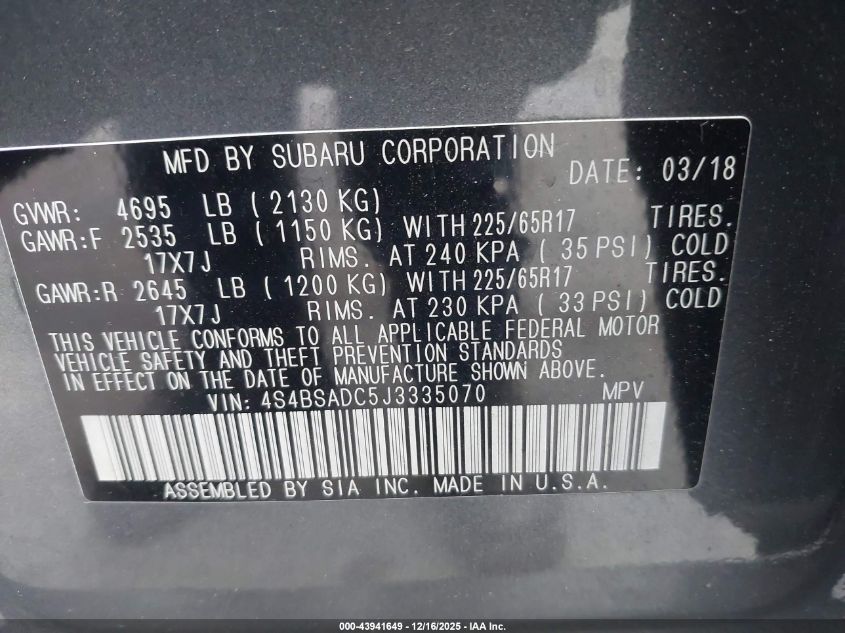 MFD BY SUBARU CORPORATION DATE: 03/18
GVWR: 4695 LB ( 2130 KG)
GAWR:F 2535 LB ( 1150 KG) WITH 225/65R17 TIRES.
17X7J RIMS. AT 240 KPA ( 35 PSI) COLD
GAWR:R 2645 LB ( 1200 KG) WITH 225/65R17 TIRES.
17X7J RIMS. AT 230 KPA ( 33 PSI) COLD
THIS VEHICLE CONFORMS TO ALL APPLICABLE FEDERAL MOTOR
VEHICLE SAFETY AND THEFT PREVENTION STANDARDS
IN EFFECT ON THE DATE OF MANUFACTURE SHOWN ABOVE.
VIN: 4S4BSADC5J3335070 MPV
ASSEMBLED BY SIA INC. MADE IN U.S.A.
000-43941649 - 12/16/2025 - IAA Inc.